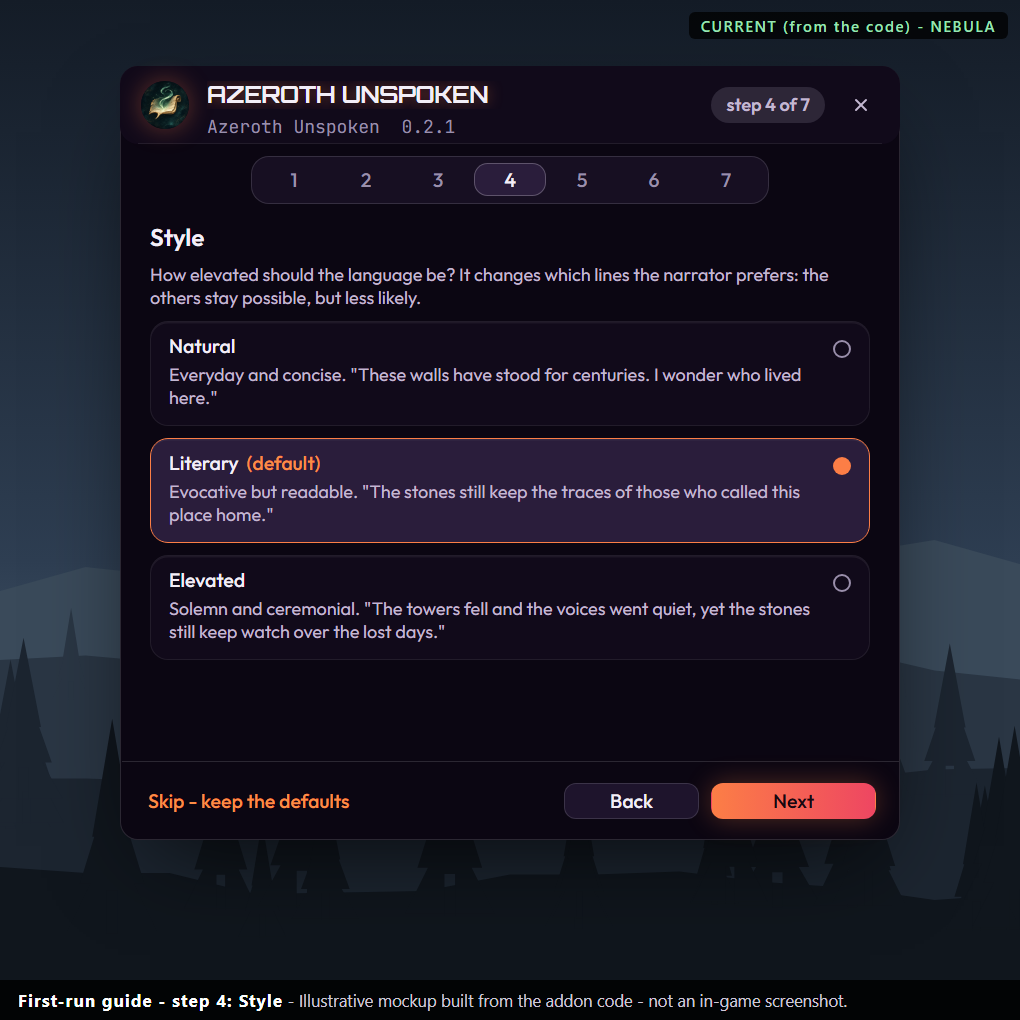 CURRENT (from the code) - NEBULA
AZEROTH UNSPOKEN
Azeroth Unspoken 0.2.1
step 4 of 7
1 2 3 4 5 6 7
Style
How elevated should the language be? It changes which lines the narrator prefers: the
others stay possible, but less likely.
Natural
Everyday and concise. "These walls have stood for centuries. I wonder who lived
here."
Literary (default)
Evocative but readable. "The stones still keep the traces of those who called this
place home."
Elevated
Solemn and ceremonial. "The towers fell and the voices went quiet, yet the stones
still keep watch over the lost days."
Skip - keep the defaults
Back
Next
First-run guide - step 4: Style - Illustrative mockup built from the addon code - not an in-game screenshot.